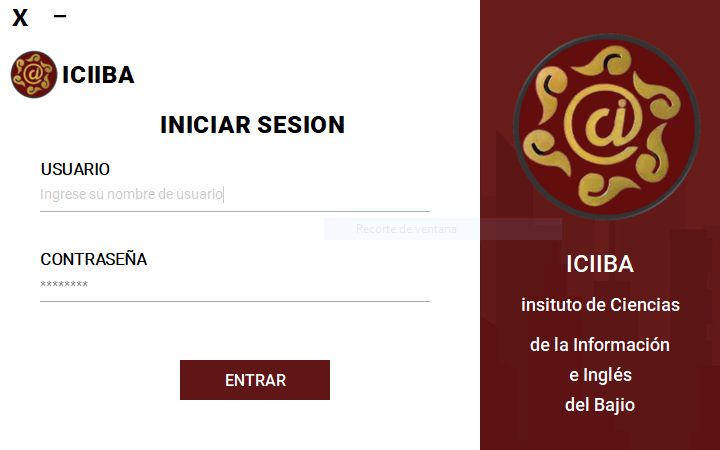 X –
ICIIBA
INICIAR SESION
USUARIO
Ingrese su nombre de usuario
Recorte de ventana
CONTRASEÑA
********
ENTRAR
@i
ICIIBA
insituto de Ciencias
de la Información
e Inglés
del Bajio